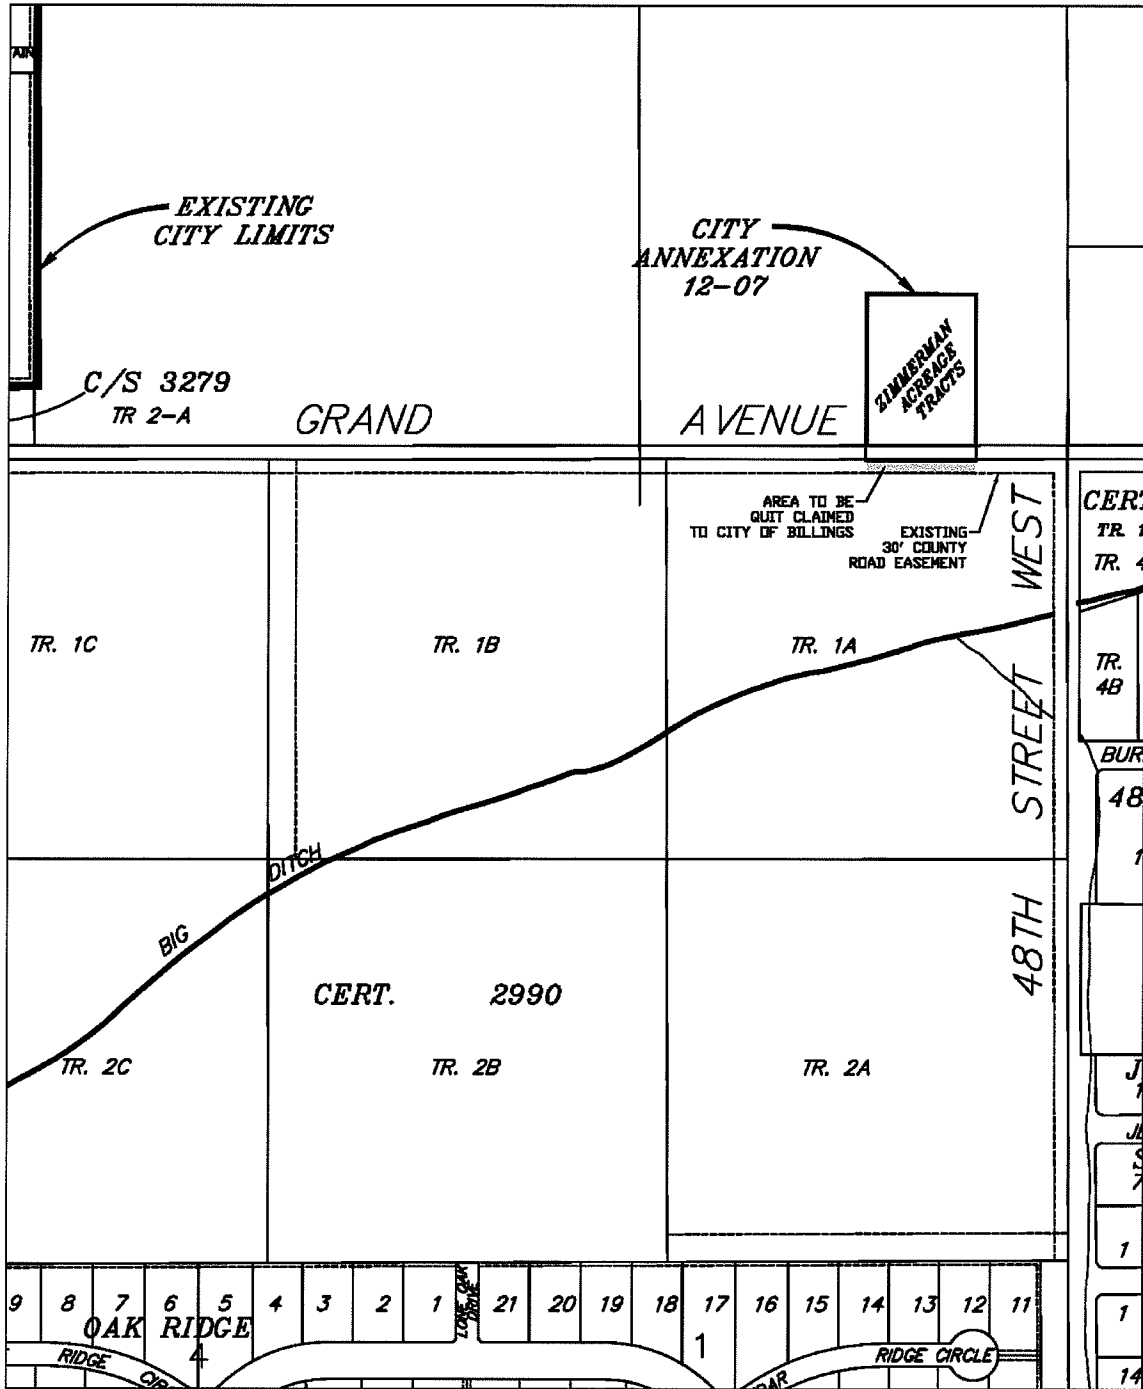 EXISTING
CITY LIMITS
CITY
ANNEXATION
12-07
ZIMMERMAN
ACREAGE
TRACTS
C/S 3279
TR 2-A
GRAND AVENUE
AREA TO BE
QUIT CLAIMED
TO CITY OF BILLINGS
EXISTING
30' COUNTY
ROAD EASEMENT
48TH STREET WEST
TR. 1C
TR. 1B
TR. 1A
TR.
4B
48
BIG DITCH
CERT. 2990
TR. 2C
TR. 2B
TR. 2A
9 8 7 6 5 4 3 2 1 21 20 19 18 17 16 15 14 13 12 11
LONE OAK
DRIVE
OAK RIDGE
4
1
RIDGE
RIDGE CIRCLE
1
1
14